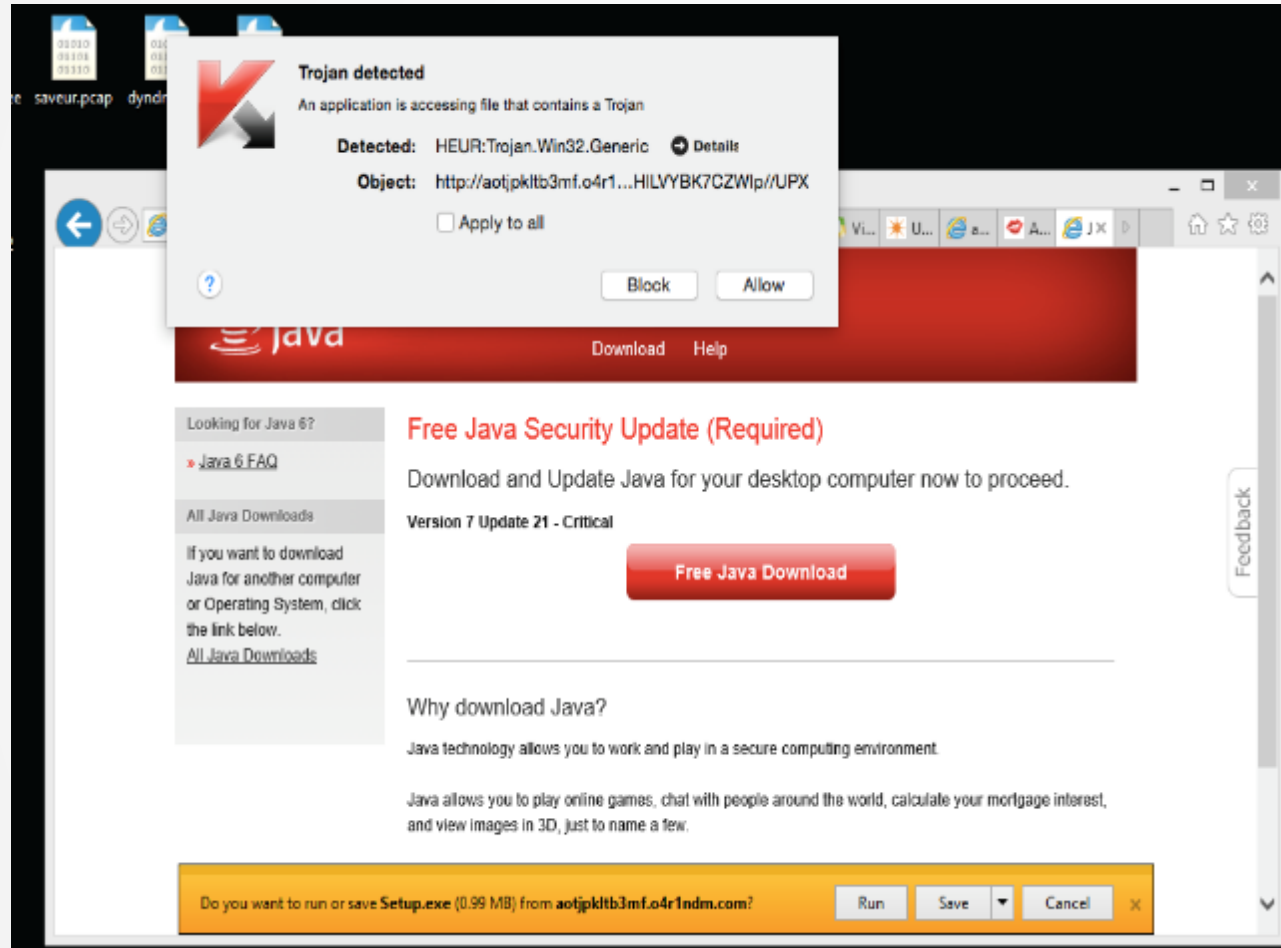 01010 01101 01110
saveur.pcap
Trojan detected
An application is accessing file that contains a Trojan
Detected: HEUR:Trojan.Win32.Generic Details
Object: http://aotjpkltb3mf.o4r1...HILVYBK7CZWIp//UPX
Apply to all
?
Block Allow
Vi... U... a... A... J
java
Download Help
Looking for Java 6?
» Java 6 FAQ
All Java Downloads
If you want to download
Java for another computer
or Operating System, click
the link below.
All Java Downloads
Free Java Security Update (Required)
Download and Update Java for your desktop computer now to proceed.
Version 7 Update 21 - Critical
Free Java Download
Why download Java?
Java technology allows you to work and play in a secure computing environment.
Java allows you to play online games, chat with people around the world, calculate your mortgage interest,
and view images in 3D, just to name a few.
Feedback
Do you want to run or save Setup.exe (0.99 MB) from aotjpkltb3mf.o4r1ndm.com?
Run Save Cancel